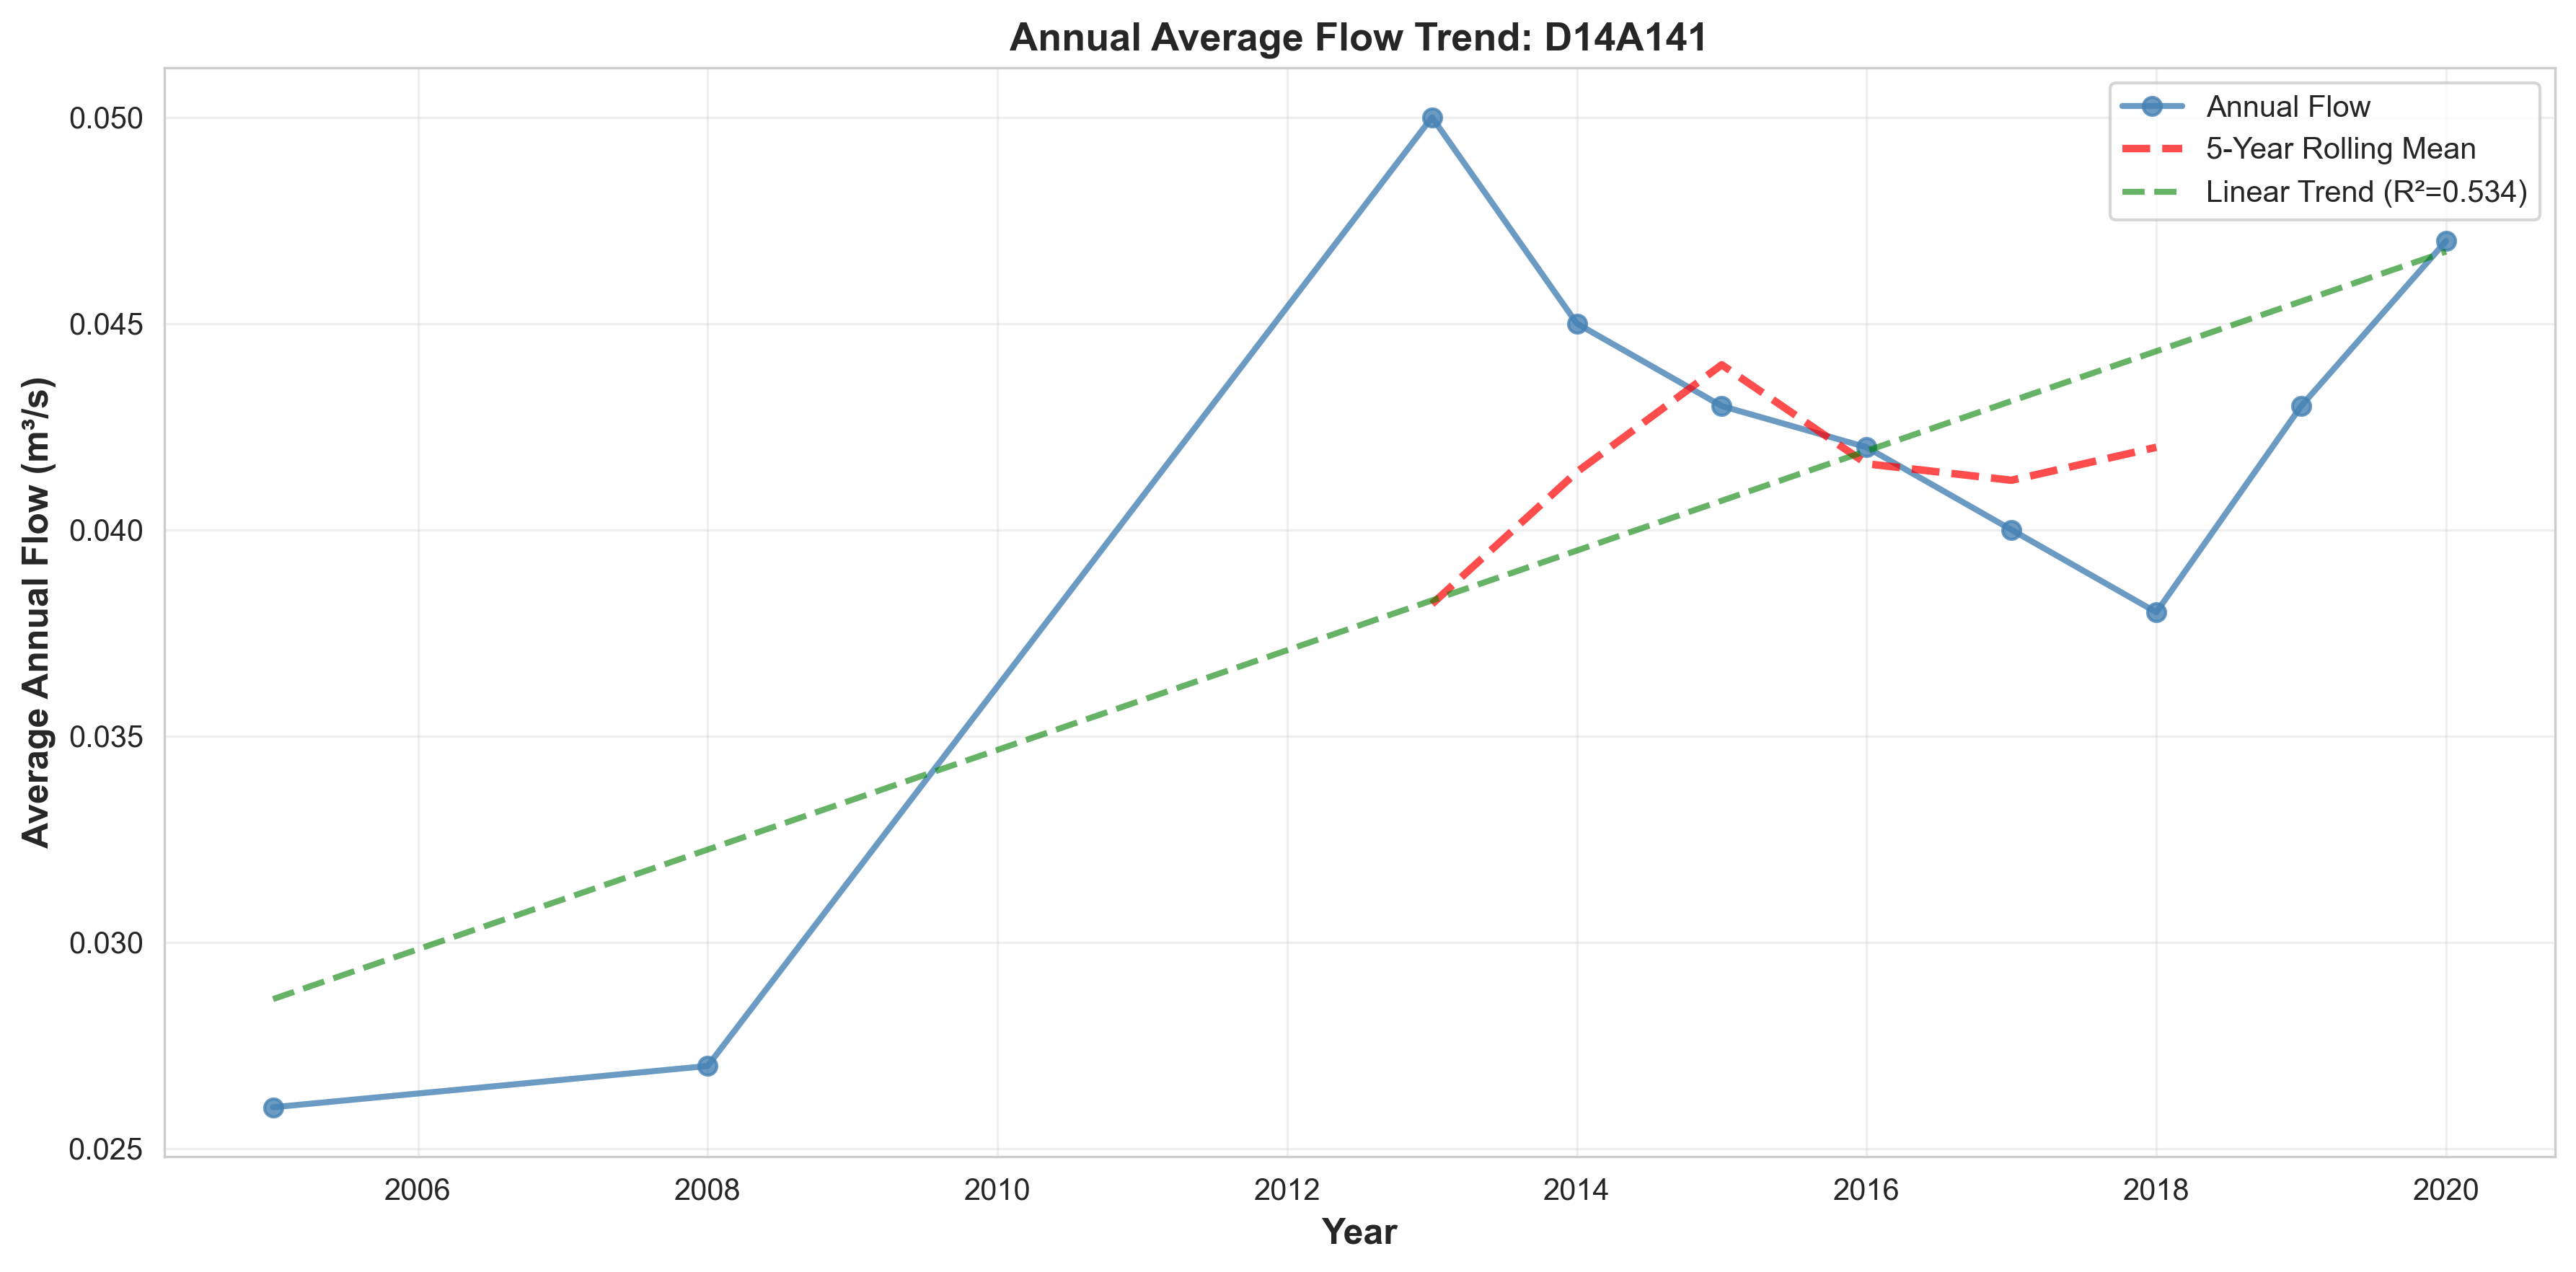 Annual Average Flow Trend: D14A141
Annual Flow
5-Year Rolling Mean
Linear Trend (R²=0.534)
Average Annual Flow (m³/s)
0.050
0.045
0.040
0.035
0.030
0.025
2006 2008 2010 2012 2014 2016 2018 2020
Year